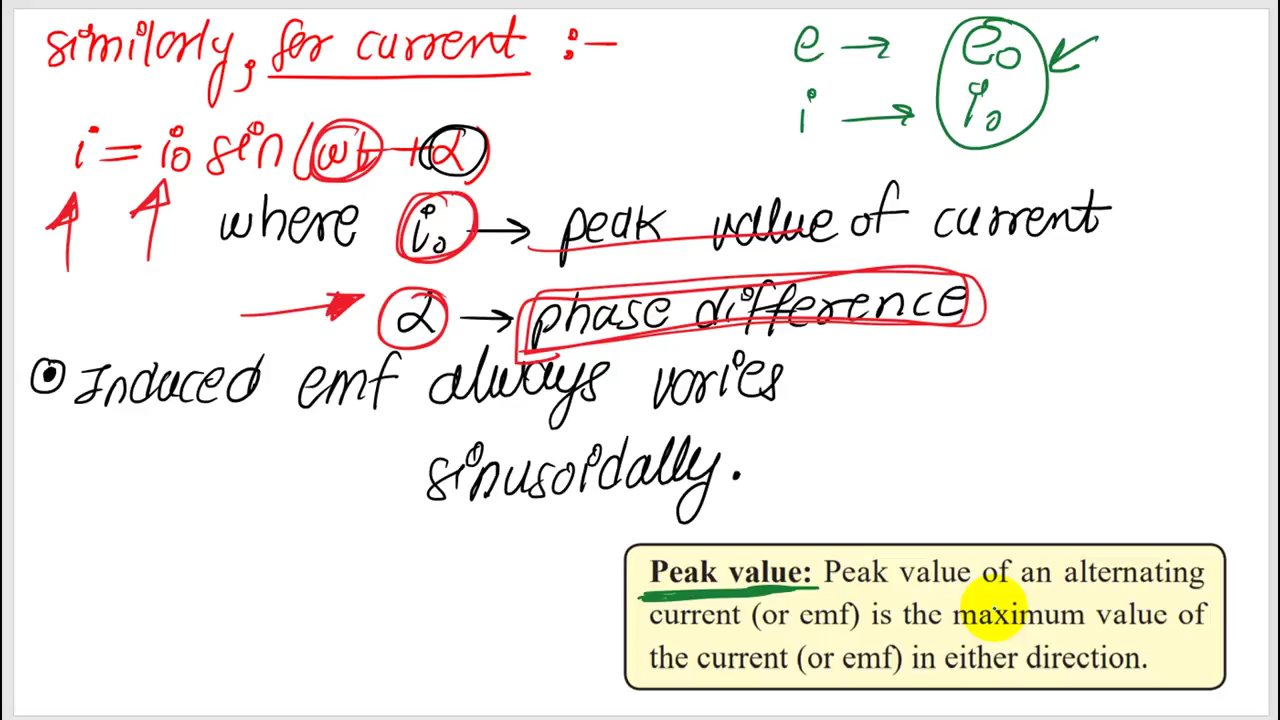 similarly, for current :-
e → e₀
i → i₀
i = i₀ sin(ωt + α)
where i₀ → peak value of current
α → phase difference
Induced emf always varies
sinusoidally.
Peak value: Peak value of an alternating
current (or emf) is the maximum value of
the current (or emf) in either direction.